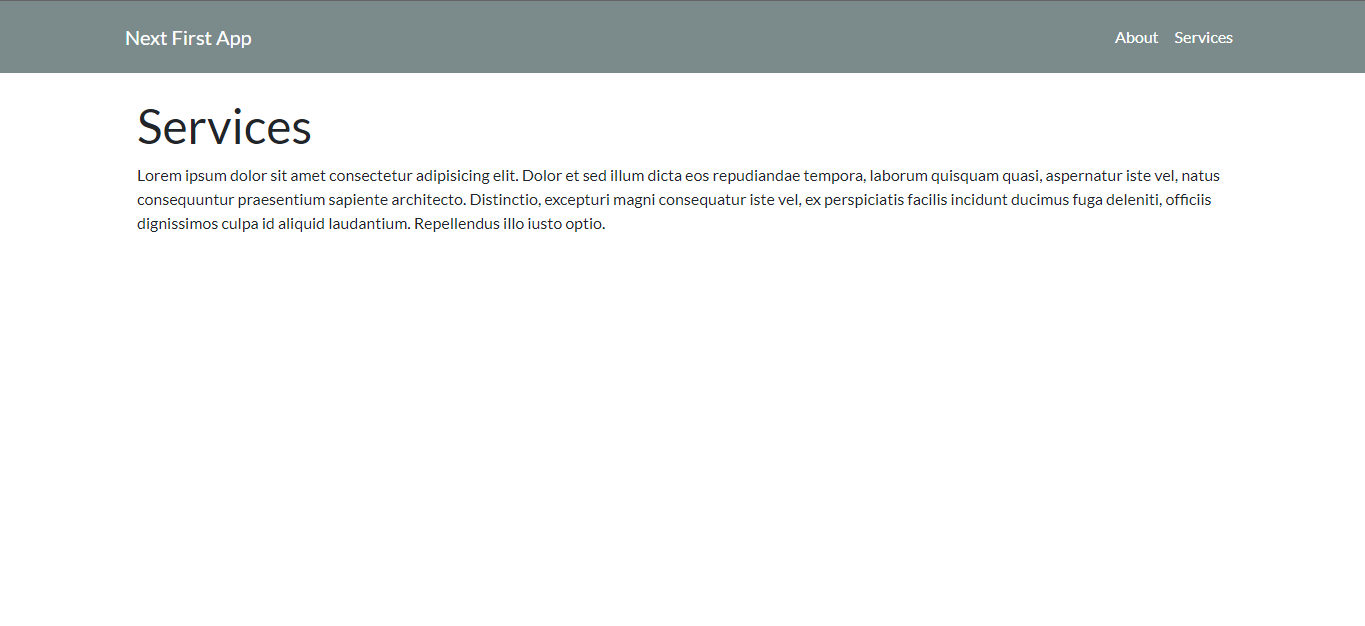 Next First App
About Services
Services
Lorem ipsum dolor sit amet consectetur adipisicing elit. Dolor et sed illum dicta eos repudiandae tempora, laborum quisquam quasi, aspernatur iste vel, natus
consequuntur praesentium sapiente architecto. Distinctio, excepturi magni consequatur iste vel, ex perspiciatis facilis incidunt ducimus fuga deleniti, officiis
dignissimos culpa id aliquid laudantium. Repellendus illo iusto optio.